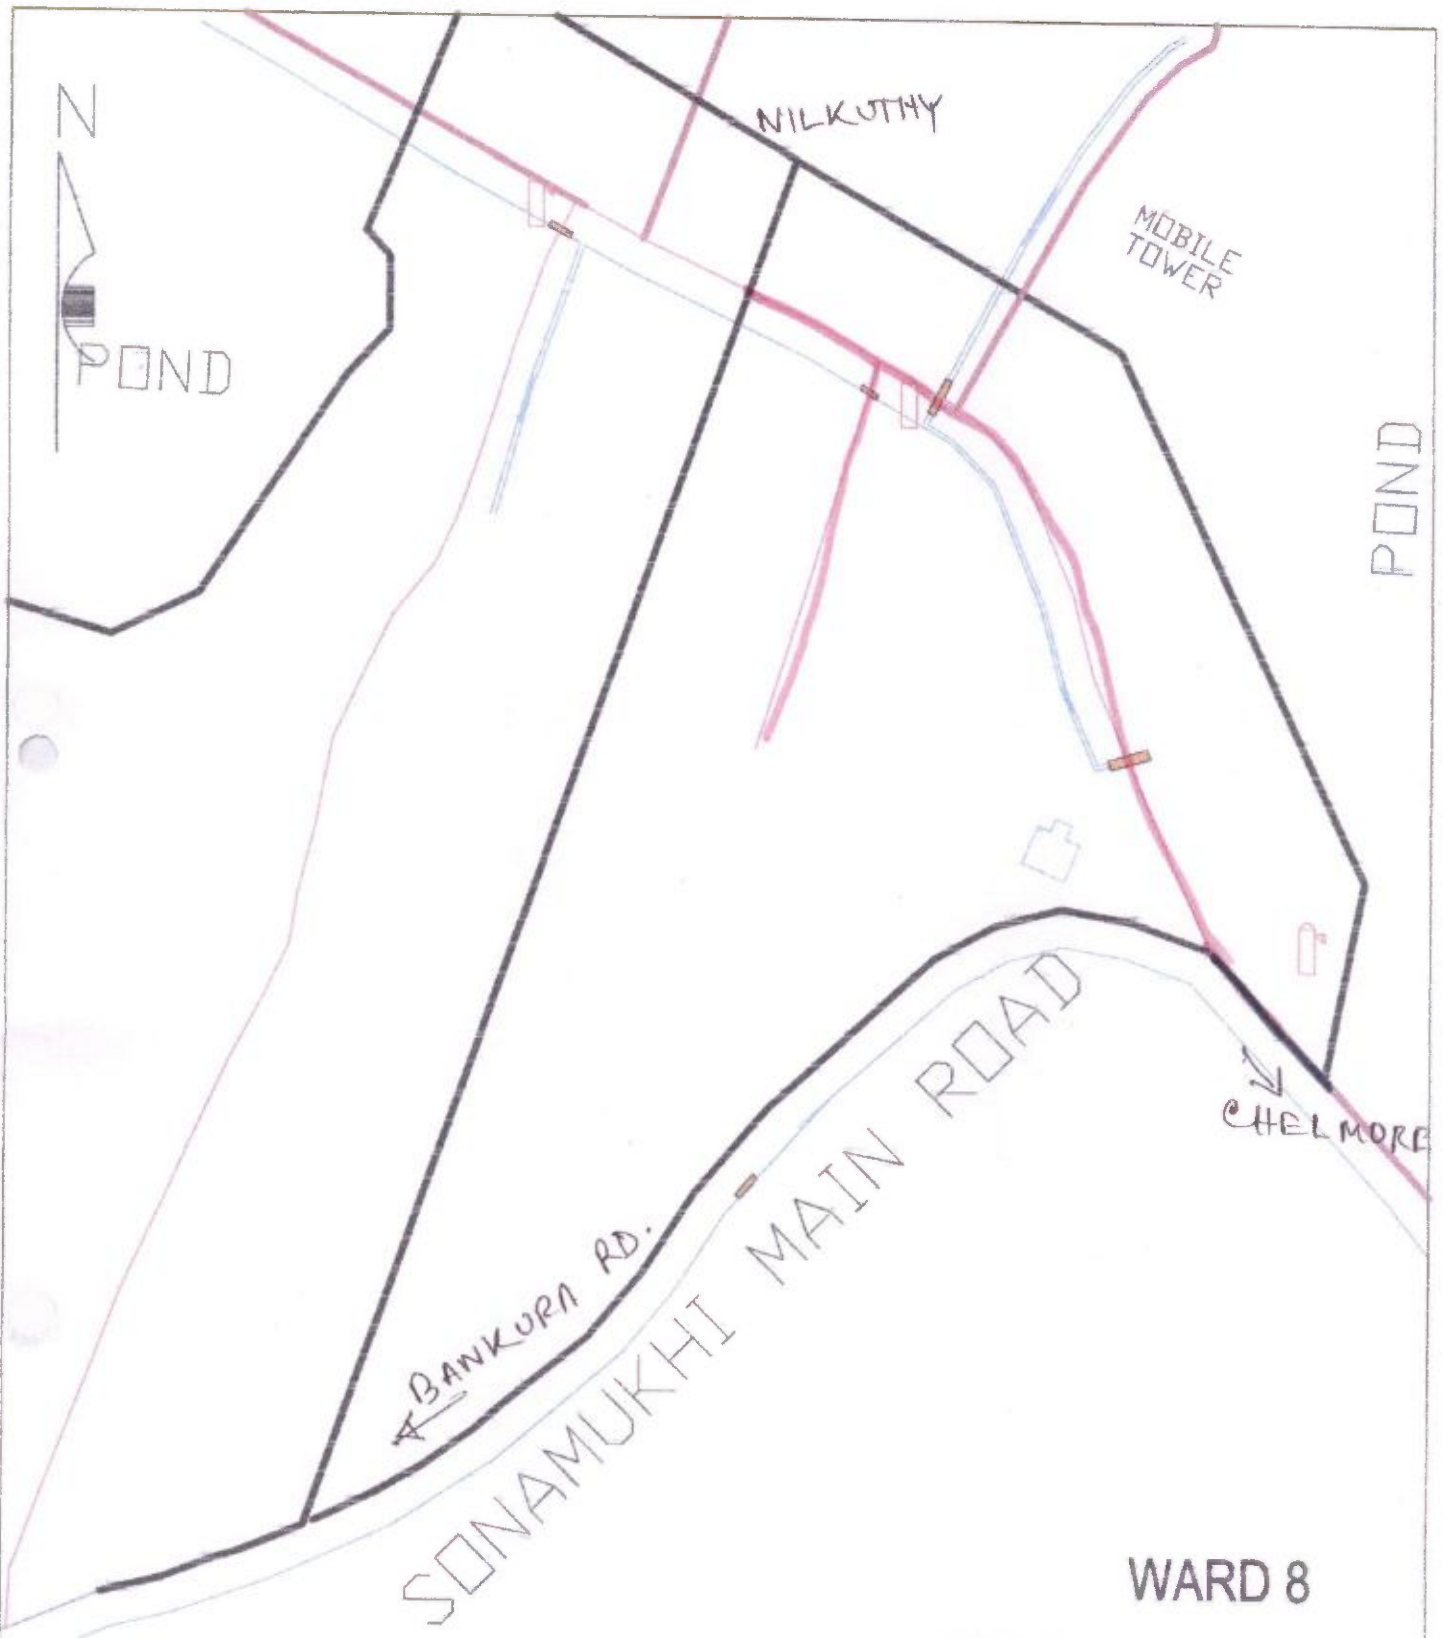 N
NILKUTHY
MOBILE
TOWER
POND
POND
CHELMORE
BANKURA RD.
SONAMUKHI MAIN ROAD
WARD 8